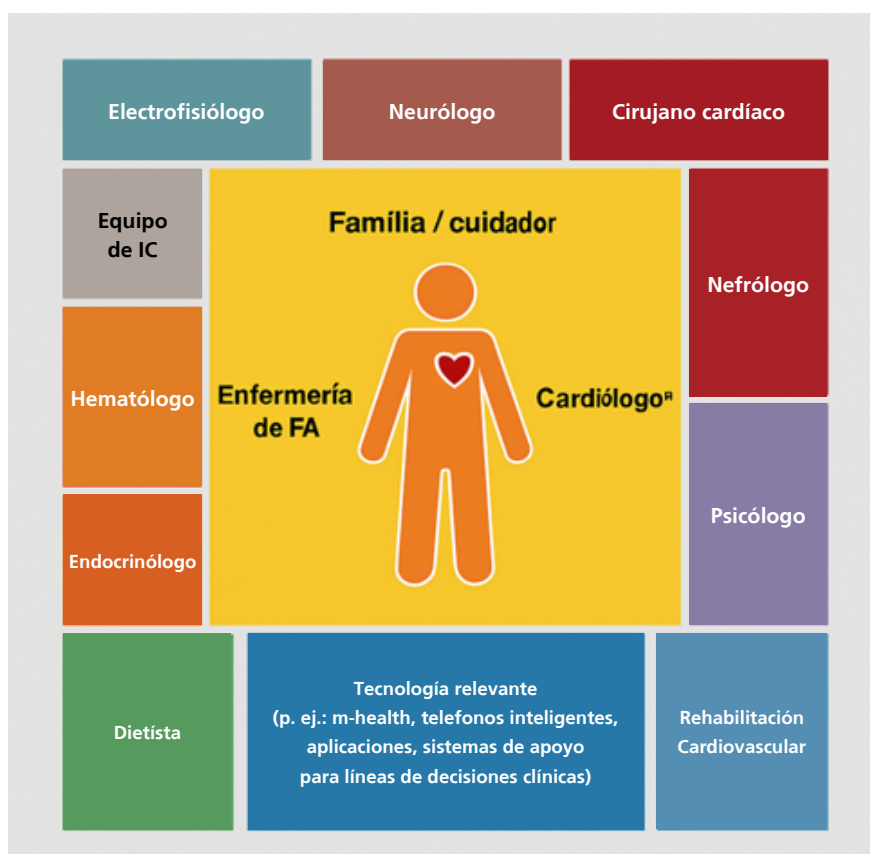 Electrofisiólogo
Neurólogo
Cirujano cardíaco
Equipo
de IC
Família / cuidador
Nefrólogo
Hematólogo
Enfermería
de FA
Cardiólogoᴿ
Psicólogo
Endocrinólogo
Dietísta
Tecnología relevante
(p. ej.: m-health, telefonos inteligentes,
aplicaciones, sistemas de apoyo
para líneas de decisiones clínicas)
Rehabilitación
Cardiovascular